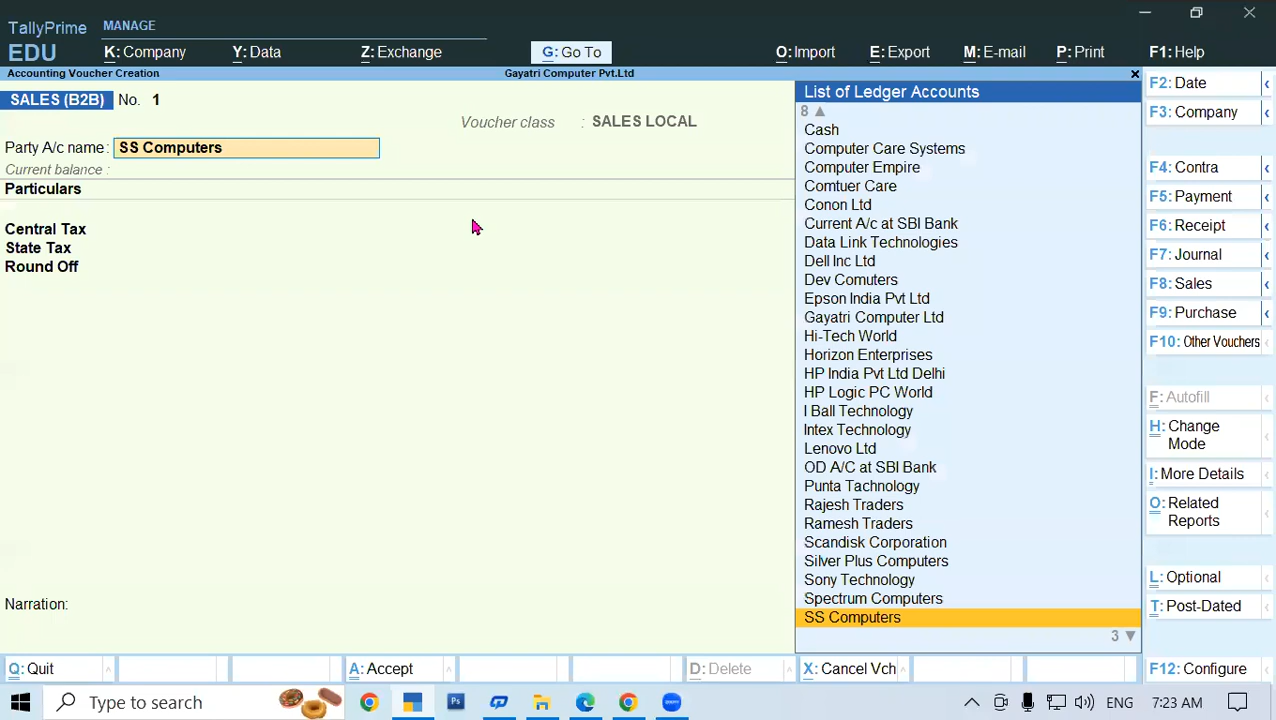 TallyPrime
MANAGE
EDU
K: Company
Y: Data
Z: Exchange
G: Go To
O: Import
E: Export
M: E-mail
P: Print
F1: Help
Accounting Voucher Creation
Gayatri Computer Pvt.Ltd
SALES (B2B) No. 1
Voucher class : SALES LOCAL
Party A/c name : SS Computers
Current balance :
Particulars
Central Tax
State Tax
Round Off
Narration:
List of Ledger Accounts
8 ▲
Cash
Computer Care Systems
Computer Empire
Comtuer Care
Conon Ltd
Current A/c at SBI Bank
Data Link Technologies
Dell Inc Ltd
Dev Comuters
Epson India Pvt Ltd
Gayatri Computer Ltd
Hi-Tech World
Horizon Enterprises
HP India Pvt Ltd Delhi
HP Logic PC World
I Ball Technology
Intex Technology
Lenovo Ltd
OD A/C at SBI Bank
Punta Tachnology
Rajesh Traders
Ramesh Traders
Scandisk Corporation
Silver Plus Computers
Sony Technology
Spectrum Computers
SS Computers
3 ▼
F2: Date
F3: Company
F4: Contra
F5: Payment
F6: Receipt
F7: Journal
F8: Sales
F9: Purchase
F10: Other Vouchers
F: Autofill
H: Change
Mode
I: More Details
O: Related
Reports
L: Optional
T: Post-Dated
Q: Quit
A: Accept
D: Delete
X: Cancel Vch
F12: Configure
Type to search
Ps
ENG
7:23 AM